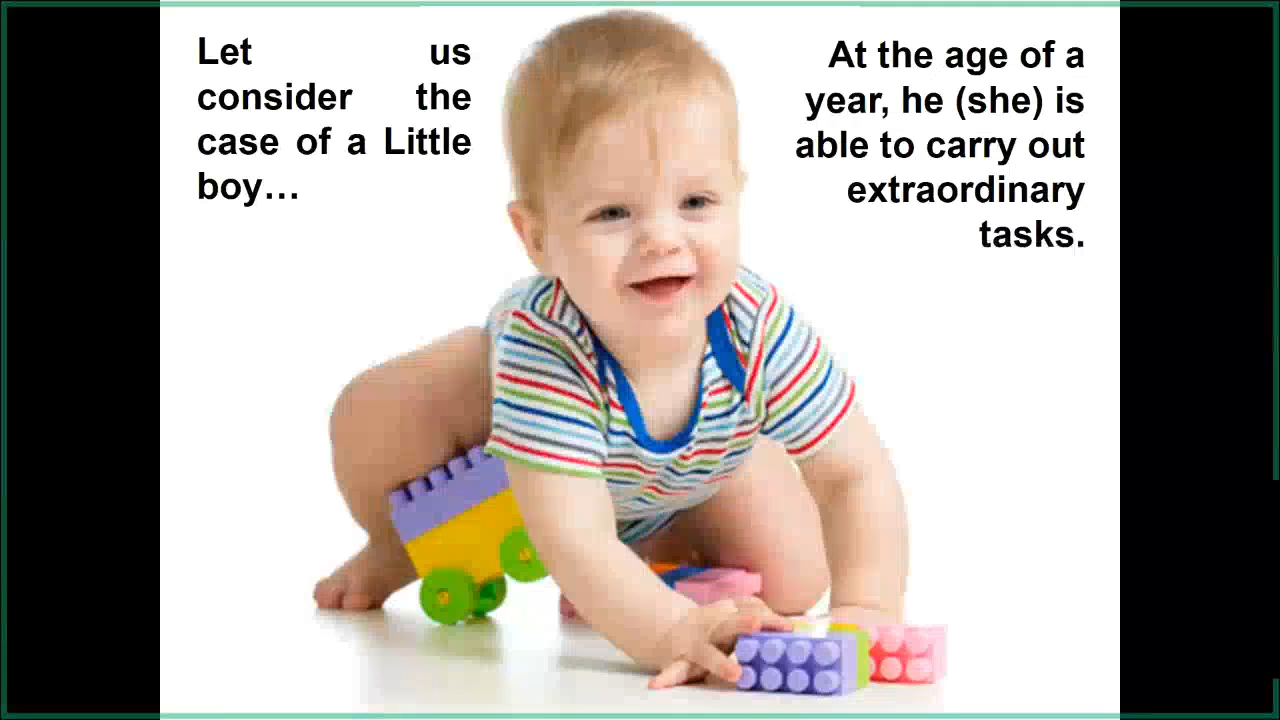 Let us
consider the
case of a Little
boy…
At the age of a
year, he (she) is
able to carry out
extraordinary
tasks.